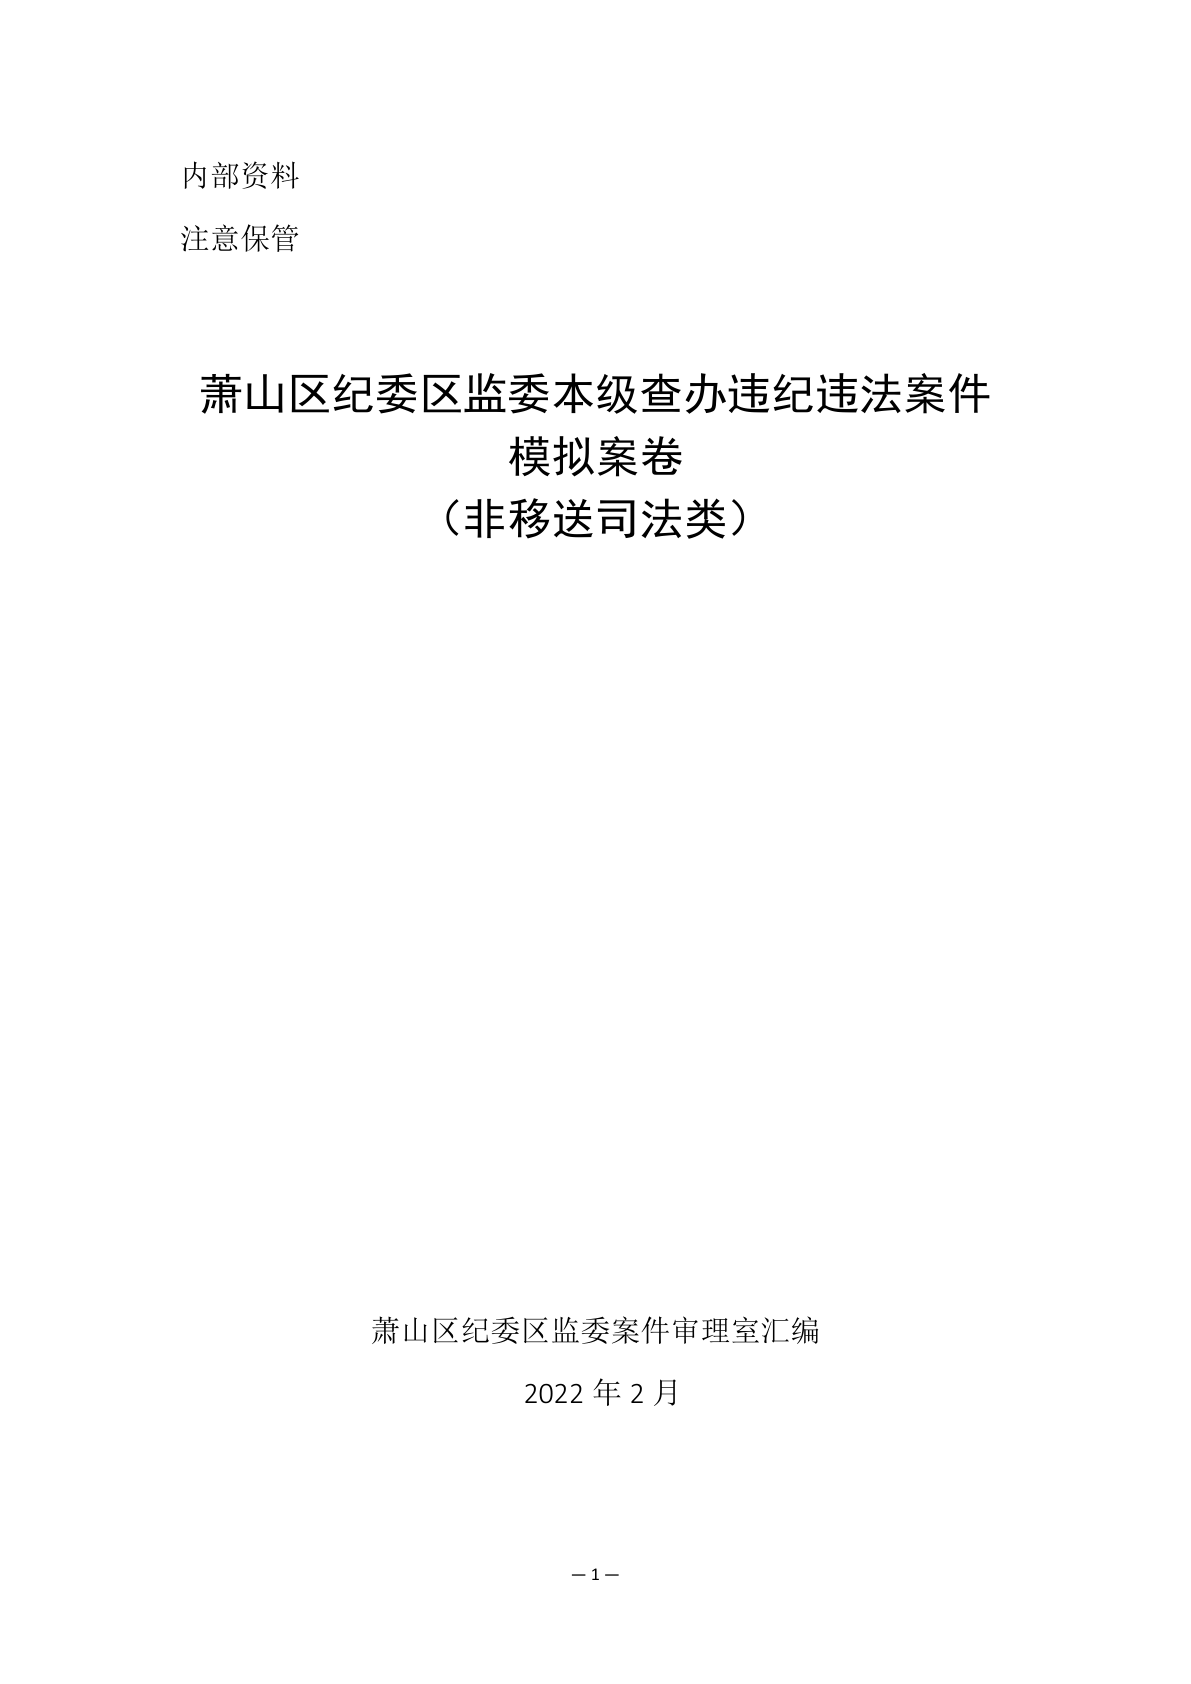 内部资料
注意保管
萧山区纪委区监委本级查办违纪违法案件
模拟案卷
（非移送司法类）
萧山区纪委区监委案件审理室汇编
2022 年 2 月
— 1 —